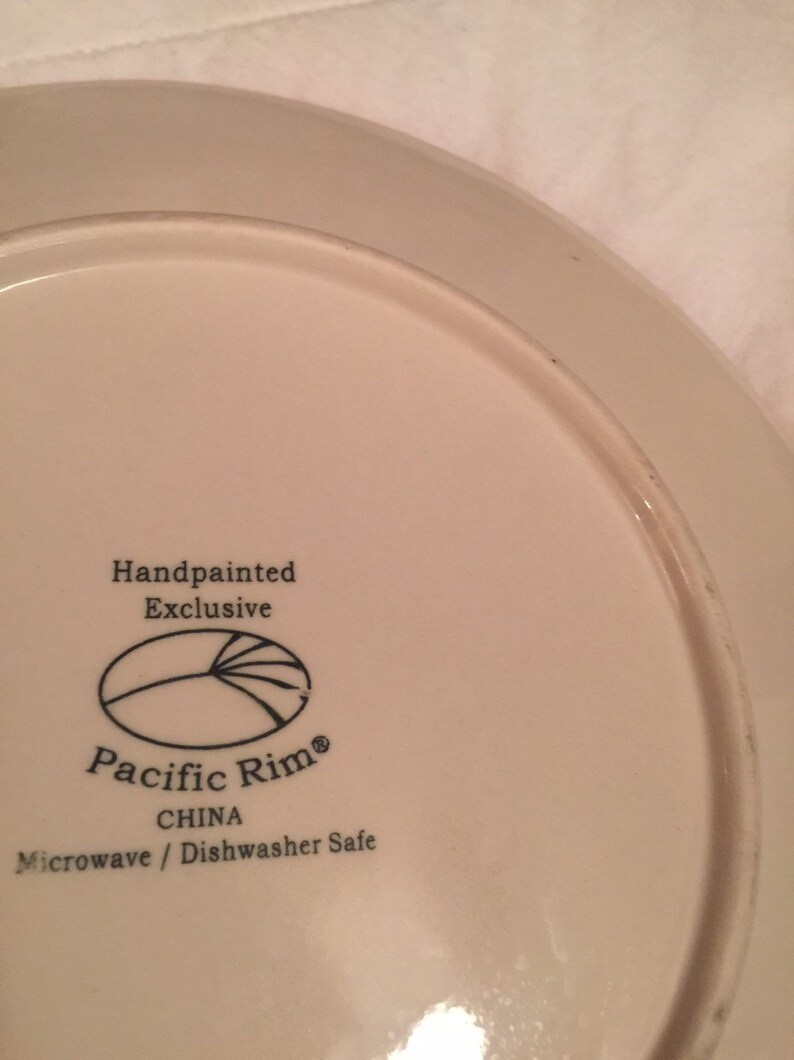 Handpainted
Exclusive
Pacific Rim®
CHINA
Microwave / Dishwasher Safe